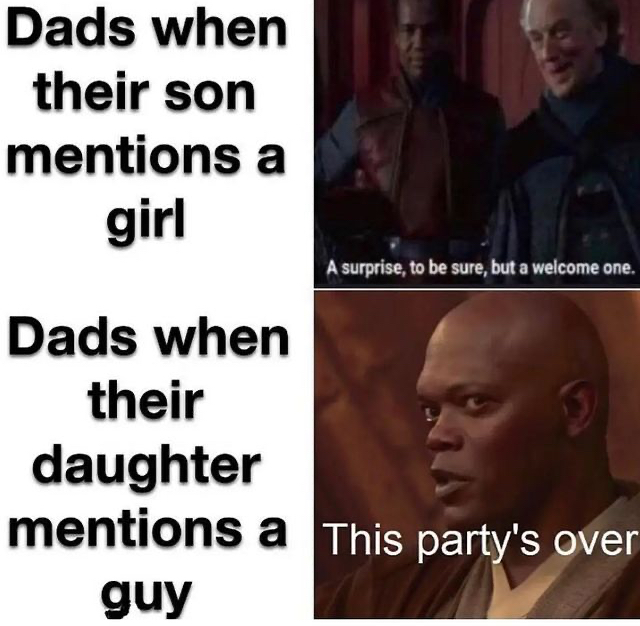 Dads when
their son
mentions a
girl
A surprise, to be sure, but a welcome one.
Dads when
their
daughter
mentions a
guy
This party's over